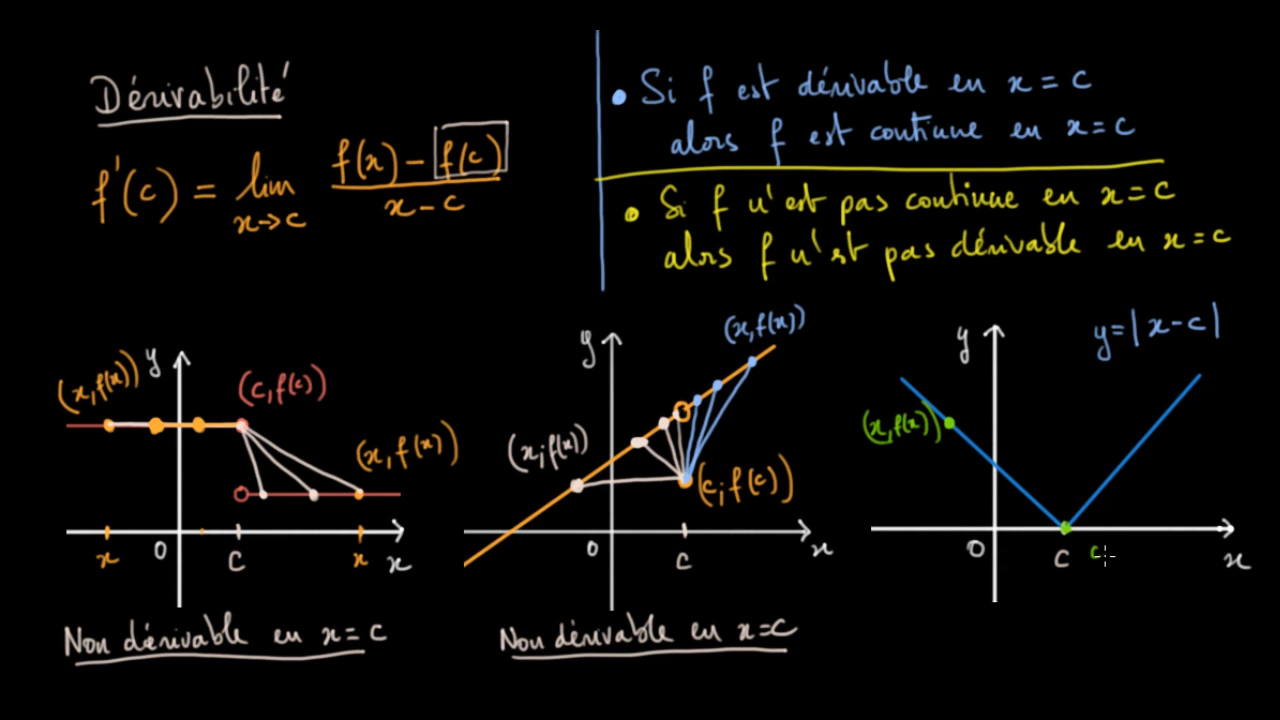 Dérivabilité
f'(c) = lim x→c f(x) - f(c) / x - c
• Si f est dérivable en x = c
alors f est continue en x = c
• Si f n'est pas continue en x = c
alors f n'est pas dérivable en x = c
(x, f(x))
y
(c, f(c))
(x, f(x))
x
0
c
x
x
Non dérivable en x = c
y
(x, f(x))
(x, f(x))
(c, f(c))
0
c
x
Non dérivable en x = c
y
y = |x - c|
(x, f(x))
0
c
c
x